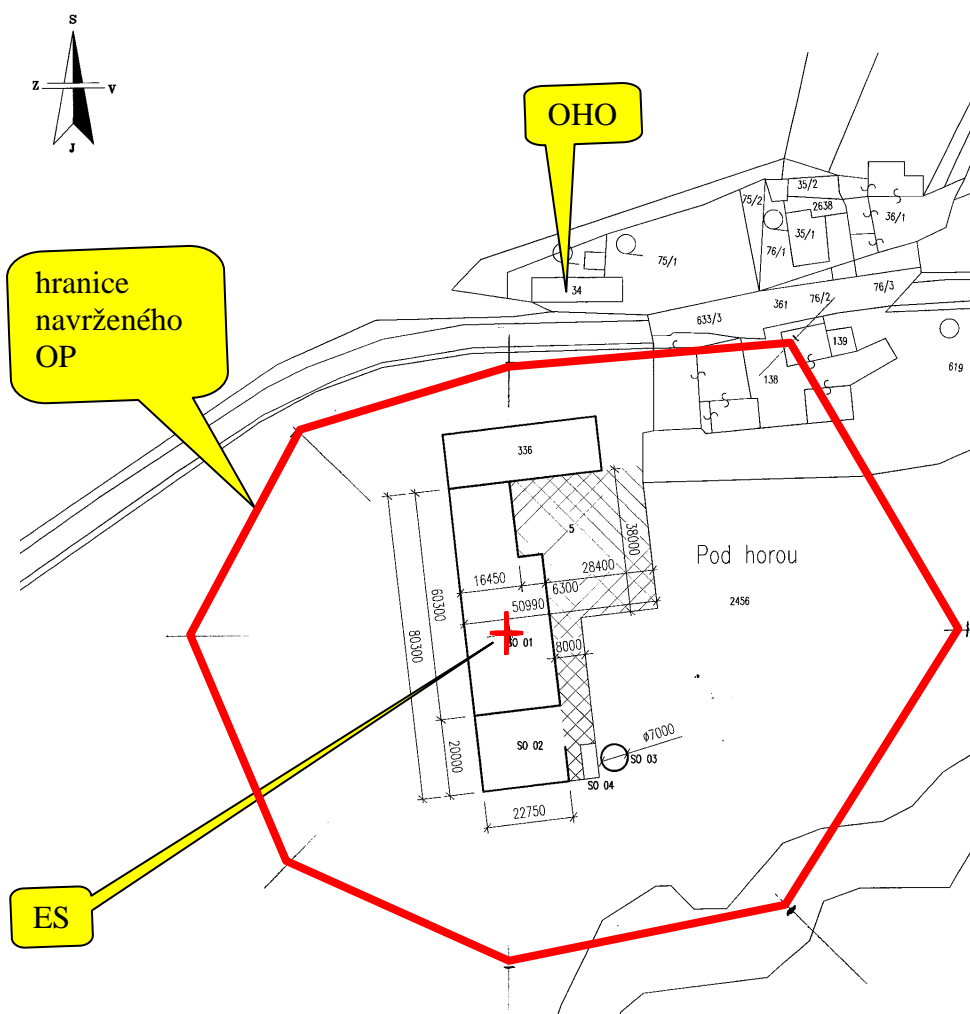 S
Z V
J
OHO
hranice
navrženého
OP
35/2
75/2
2638
35/1
36/1
76/1
75/1
34
76/3
76/2
361
633/3
139
138
619
336
5
38000
Pod horou
2456
16450
28400
6300
50990
60300
80300
SO 01
8000
SO 02
ø7000
SO 03
SO 04
20000
22750
ES